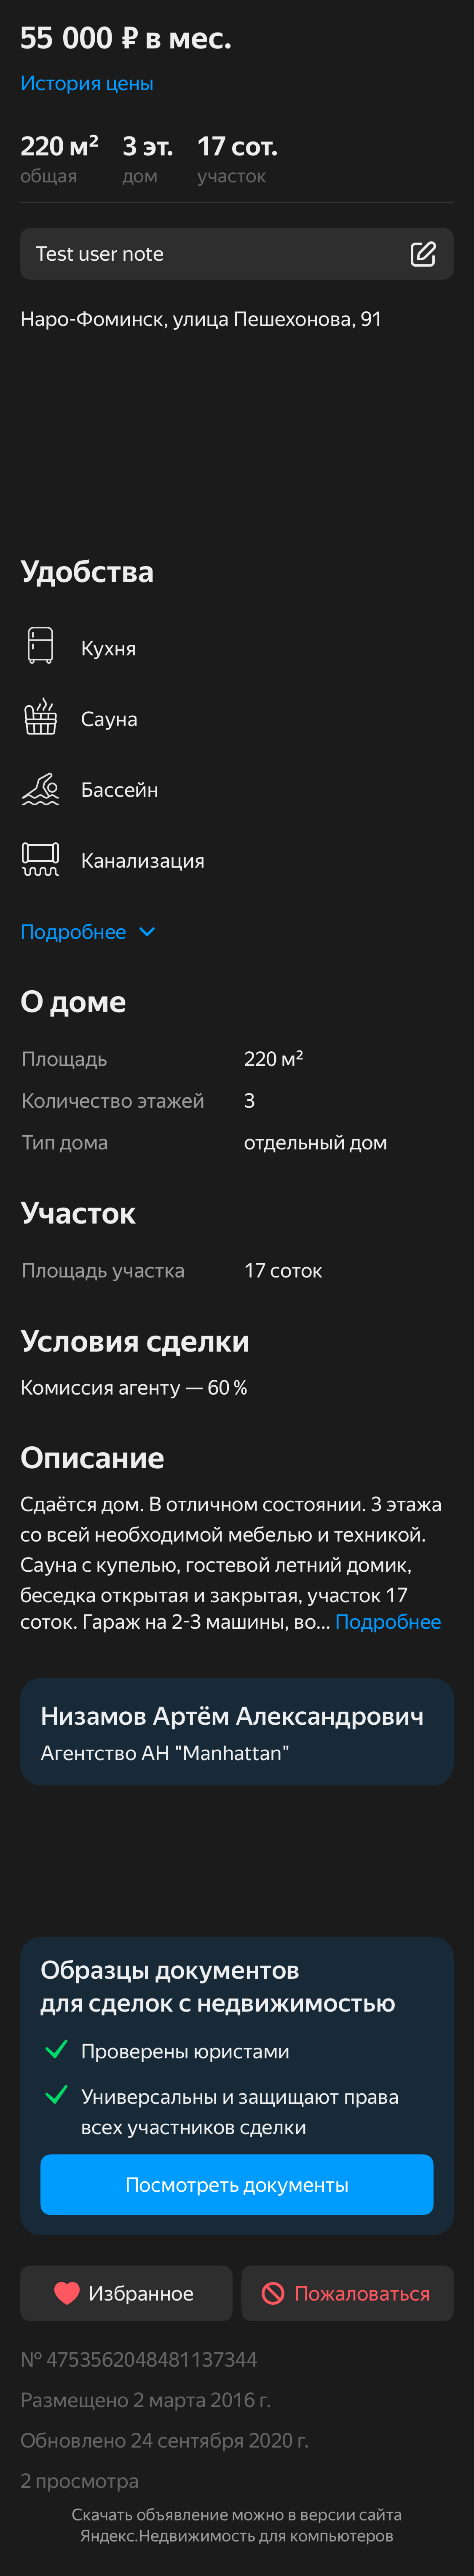 55 000 ₽ в мес.
История цены
220 м² 3 эт. 17 сот.
общая дом участок
Test user note
Наро-Фоминск, улица Пешехонова, 91
Удобства
Кухня
Сауна
Бассейн
Канализация
Подробнее
О доме
Площадь 220 м²
Количество этажей 3
Тип дома отдельный дом
Участок
Площадь участка 17 соток
Условия сделки
Комиссия агенту — 60 %
Описание
Сдаётся дом. В отличном состоянии. 3 этажа
со всей необходимой мебелью и техникой.
Сауна с купелью, гостевой летний домик,
беседка открытая и закрытая, участок 17
соток. Гараж на 2-3 машины, во... Подробнее
Низамов Артём Александрович
Агентство АН "Manhattan"
Образцы документов
для сделок с недвижимостью
Проверены юристами
Универсальны и защищают права
всех участников сделки
Посмотреть документы
Избранное Пожаловаться
№ 4753562048481137344
Размещено 2 марта 2016 г.
Обновлено 24 сентября 2020 г.
2 просмотра
Скачать объявление можно в версии сайта
Яндекс.Недвижимость для компьютеров